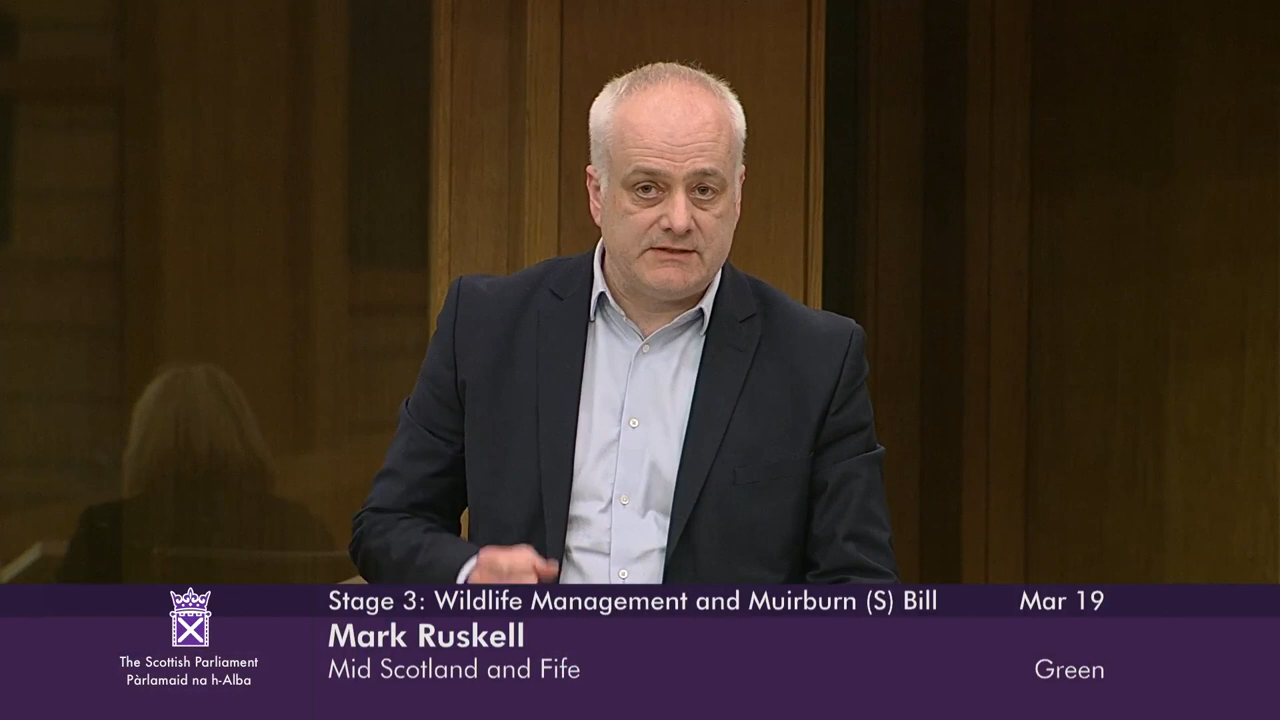 Stage 3: Wildlife Management and Muirburn (S) Bill Mar 19
Mark Ruskell
Mid Scotland and Fife Green
The Scottish Parliament
Pàrlamaid na h-Alba